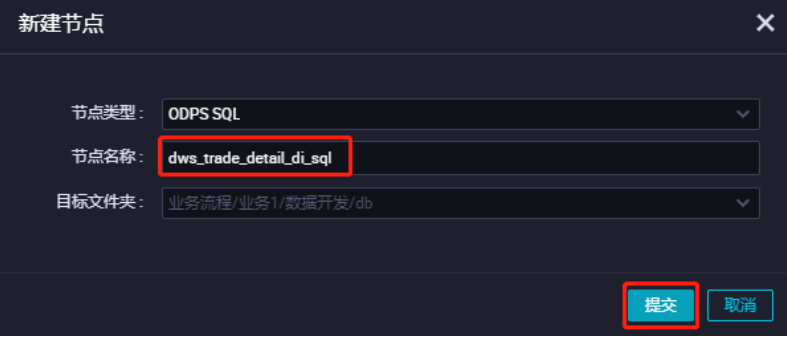 新建节点
节点类型： ODPS SQL
节点名称： dws_trade_detail_di_sql
目标文件夹： 业务流程/业务1/数据开发/db
提交 取消